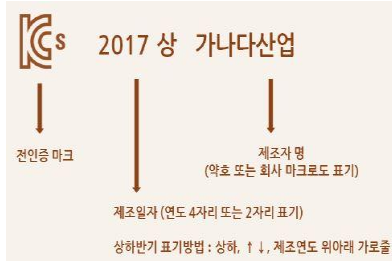 KCs 2017 상 가나다산업
전인증 마크
제조자 명
(약호 또는 회사 마크로도 표기)
제조일자 (연도 4자리 또는 2자리 표기)
상하반기 표기방법 : 상하, ↑↓, 제조연도 위아래 가로줄